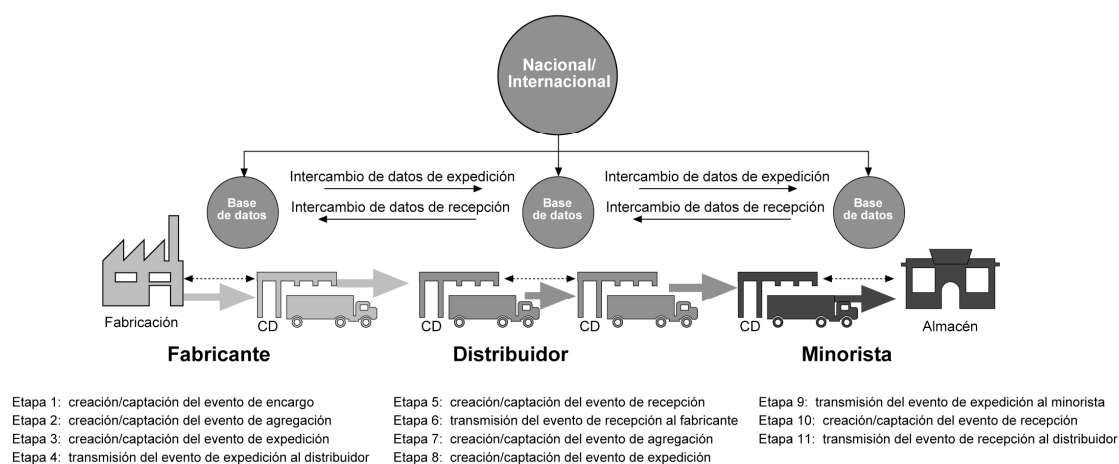 Nacional/
Internacional
Intercambio de datos de expedición
Intercambio de datos de expedición
Base
de datos
Base
de datos
Base
de datos
Intercambio de datos de recepción
Intercambio de datos de recepción
Fabricación
CD
CD
CD
CD
Almacén
Fabricante
Distribuidor
Minorista
Etapa 1: creación/captación del evento de encargo
Etapa 2: creación/captación del evento de agregación
Etapa 3: creación/captación del evento de expedición
Etapa 4: transmisión del evento de expedición al distribuidor
Etapa 5: creación/captación del evento de recepción
Etapa 6: transmisión del evento de recepción al fabricante
Etapa 7: creación/captación del evento de agregación
Etapa 8: creación/captación del evento de expedición
Etapa 9: transmisión del evento de expedición al minorista
Etapa 10: creación/captación del evento de recepción
Etapa 11: transmisión del evento de recepción al distribuidor